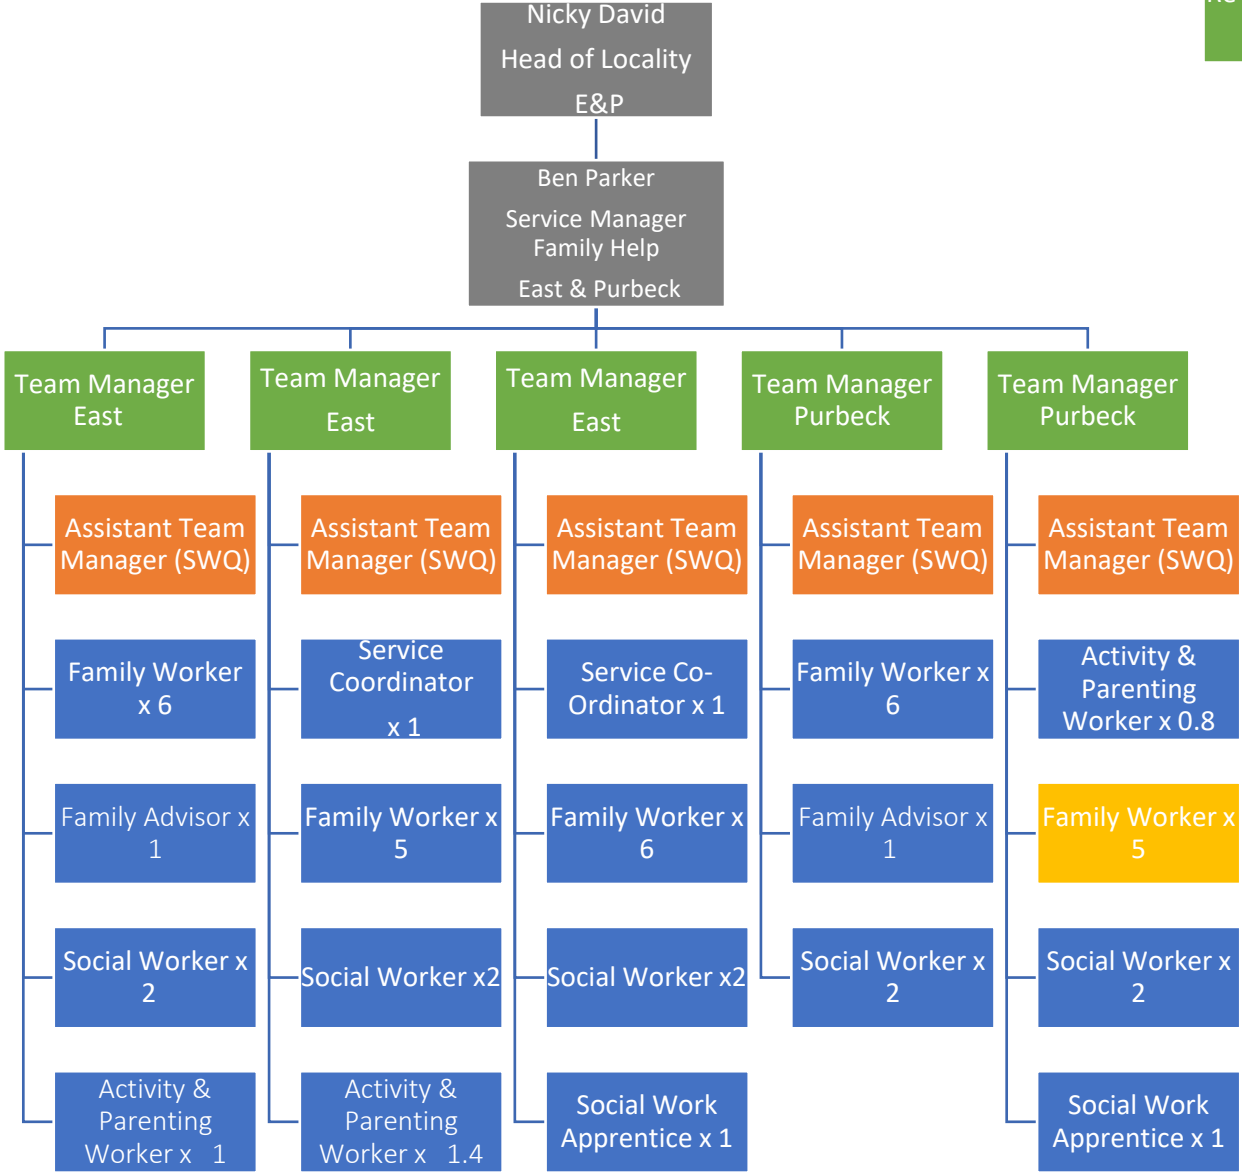 Nicky David
Head of Locality
E&P
Ben Parker
Service Manager
Family Help
East & Purbeck
Team Manager
East
Team Manager
East
Team Manager
East
Team Manager
Purbeck
Team Manager
Purbeck
Assistant Team
Manager (SWQ)
Assistant Team
Manager (SWQ)
Assistant Team
Manager (SWQ)
Assistant Team
Manager (SWQ)
Assistant Team
Manager (SWQ)
Family Worker
x 6
Service
Coordinator
x 1
Service Co-
Ordinator x 1
Family Worker x
6
Activity &
Parenting
Worker x 0.8
Family Advisor x
1
Family Worker x
5
Family Worker x
6
Family Advisor x
1
Family Worker x
5
Social Worker x
2
Social Worker x2
Social Worker x2
Social Worker x
2
Social Worker x
2
Activity &
Parenting
Worker x 1
Activity &
Parenting
Worker x 1.4
Social Work
Apprentice x 1
Social Work
Apprentice x 1